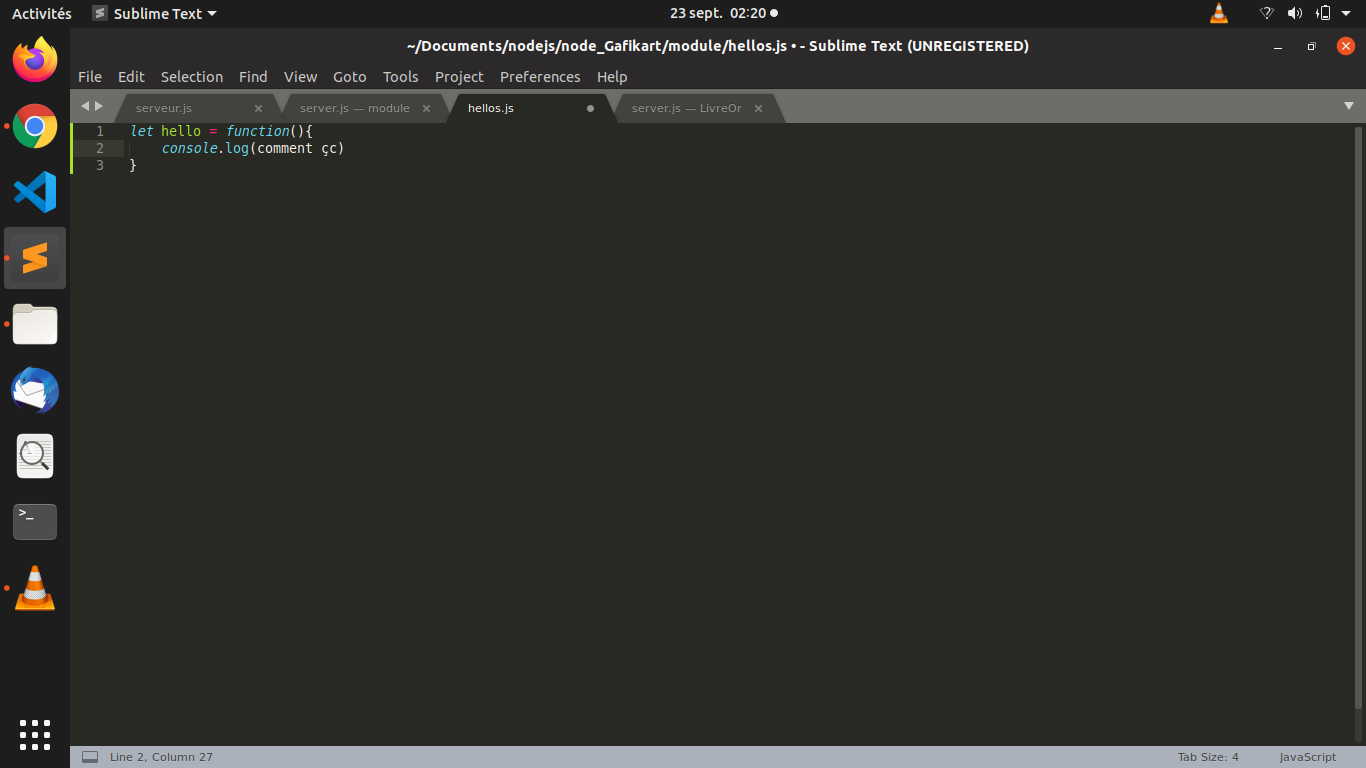 Activités Sublime Text 23 sept. 02:20
~/Documents/nodejs/node_Gafikart/module/hellos.js • - Sublime Text (UNREGISTERED)
File Edit Selection Find View Goto Tools Project Preferences Help
serveur.js server.js — module hellos.js server.js — LivreOr
1 let hello = function(){
2 console.log(comment çc)
3 }
>_
Line 2, Column 27 Tab Size: 4 JavaScript